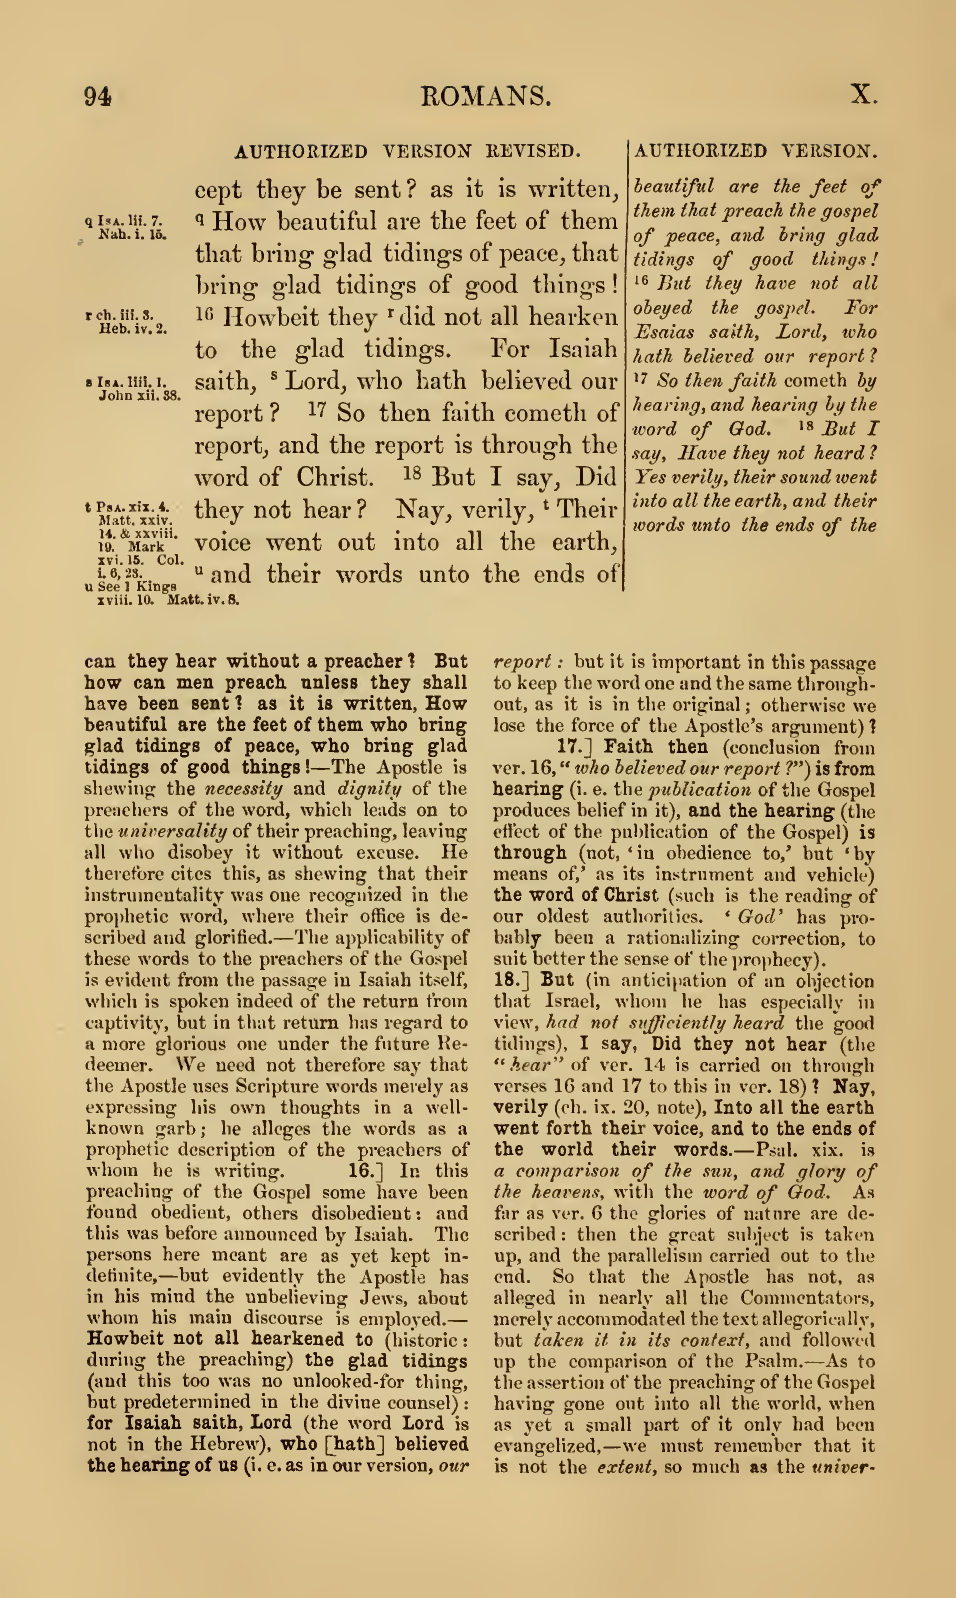 94
ROMANS.
X.
AUTHORIZED VERSION REVISED.
cept they be sent? as it is written,
q How beautiful are the feet of them
that bring glad tidings of peace, that
bring glad tidings of good things!
16 Howbeit they r did not all hearken
to the glad tidings. For Isaiah
saith, s Lord, who hath believed our
report? 17 So then faith cometh of
report, and the report is through the
word of Christ. 18 But I say, Did
they not hear? Nay, verily, t Their
voice went out into all the earth,
u and their words unto the ends of
q ISA. lii. 7.
Nah. i. 15.
r ch. iii. 3.
Heb. iv. 2.
s ISA. liii. 1.
John xii. 38.
t PSA. xix. 4.
Matt. xxiv.
14. & xxviii.
19. Mark
xvi. 15. Col.
i. 6, 23.
u See 1 Kings
xviii. 10. Matt. iv. 8.
AUTHORIZED VERSION.
beautiful are the feet of
them that preach the gospel
of peace, and bring glad
tidings of good things!
16 But they have not all
obeyed the gospel. For
Esaias saith, Lord, who
hath believed our report?
17 So then faith cometh by
hearing, and hearing by the
word of God. 18 But I
say, Have they not heard?
Yes verily, their sound went
into all the earth, and their
words unto the ends of the
can they hear without a preacher? But
how can men preach unless they shall
have been sent? as it is written, How
beautiful are the feet of them who bring
glad tidings of peace, who bring glad
tidings of good things!—The Apostle is
shewing the necessity and dignity of the
preachers of the word, which leads on to
the universality of their preaching, leaving
all who disobey it without excuse. He
therefore cites this, as shewing that their
instrumentality was one recognized in the
prophetic word, where their office is de-
scribed and glorified.—The applicability of
these words to the preachers of the Gospel
is evident from the passage in Isaiah itself,
which is spoken indeed of the return from
captivity, but in that return has regard to
a more glorious one under the future Re-
deemer. We need not therefore say that
the Apostle uses Scripture words merely as
expressing his own thoughts in a well-
known garb; he alleges the words as a
prophetic description of the preachers of
whom he is writing. 16.] In this
preaching of the Gospel some have been
found obedient, others disobedient: and
this was before announced by Isaiah. The
persons here meant are as yet kept in-
definite,—but evidently the Apostle has
in his mind the unbelieving Jews, about
whom his main discourse is employed.—
Howbeit not all hearkened to (historic:
during the preaching) the glad tidings
(and this too was no unlooked-for thing,
but predetermined in the divine counsel):
for Isaiah saith, Lord (the word Lord is
not in the Hebrew), who [hath] believed
the hearing of us (i. e. as in our version, our
report: but it is important in this passage
to keep the word one and the same through-
out, as it is in the original; otherwise we
lose the force of the Apostle's argument)?
17.] Faith then (conclusion from
ver. 16, "who believed our report?") is from
hearing (i. e. the publication of the Gospel
produces belief in it), and the hearing (the
effect of the publication of the Gospel) is
through (not, 'in obedience to,' but 'by
means of,' as its instrument and vehicle)
the word of Christ (such is the reading of
our oldest authorities. 'God' has pro-
bably been a rationalizing correction, to
suit better the sense of the prophecy).
18.] But (in anticipation of an objection
that Israel, whom he has especially in
view, had not sufficiently heard the good
tidings), I say, Did they not hear (the
"hear" of ver. 14 is carried on through
verses 16 and 17 to this in ver. 18)? Nay,
verily (ch. ix. 20, note), Into all the earth
went forth their voice, and to the ends of
the world their words.—Psal. xix. is
a comparison of the sun, and glory of
the heavens, with the word of God. As
far as ver. 6 the glories of nature are de-
scribed: then the great subject is taken
up, and the parallelism carried out to the
end. So that the Apostle has not, as
alleged in nearly all the Commentators,
merely accommodated the text allegorically,
but taken it in its context, and followed
up the comparison of the Psalm.—As to
the assertion of the preaching of the Gospel
having gone out into all the world, when
as yet a small part of it only had been
evangelized,—we must remember that it
is not the extent, so much as the univer-